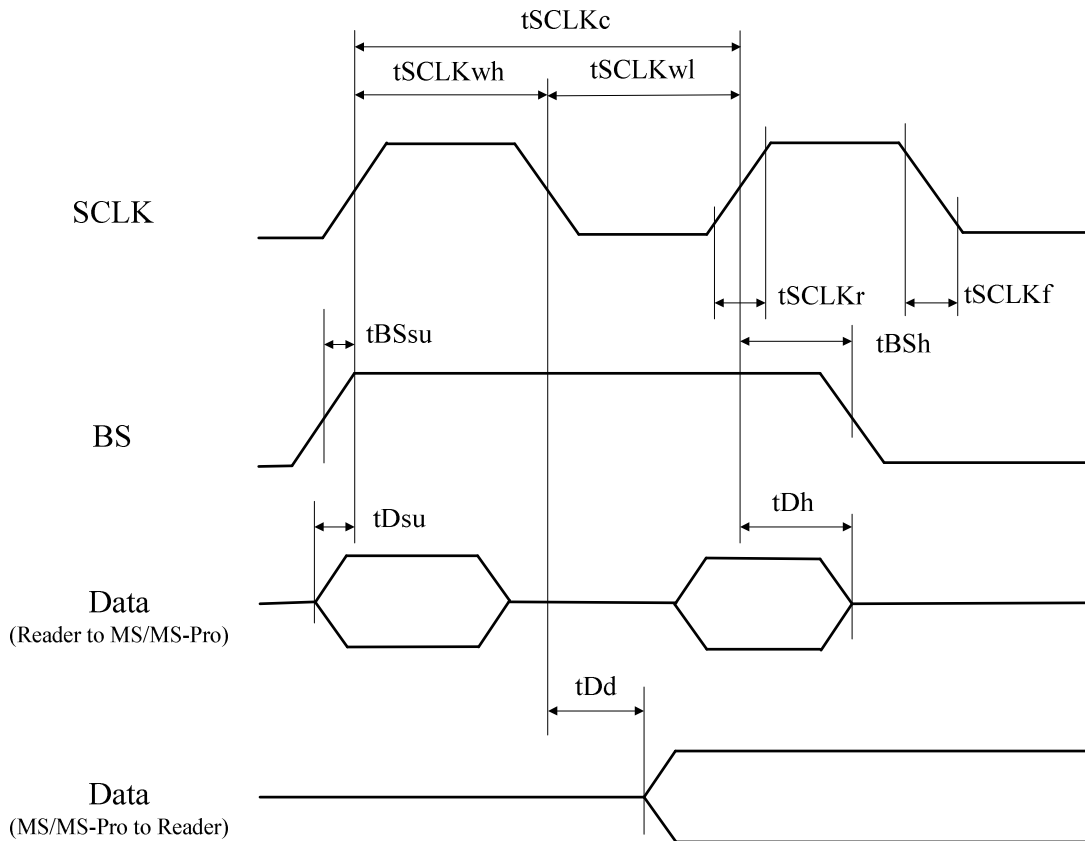 tSCLKc
tSCLKwh
tSCLKwl
SCLK
tSCLKr
tSCLKf
tBSsu
tBSh
BS
tDsu
tDh
Data
(Reader to MS/MS-Pro)
tDd
Data
(MS/MS-Pro to Reader)